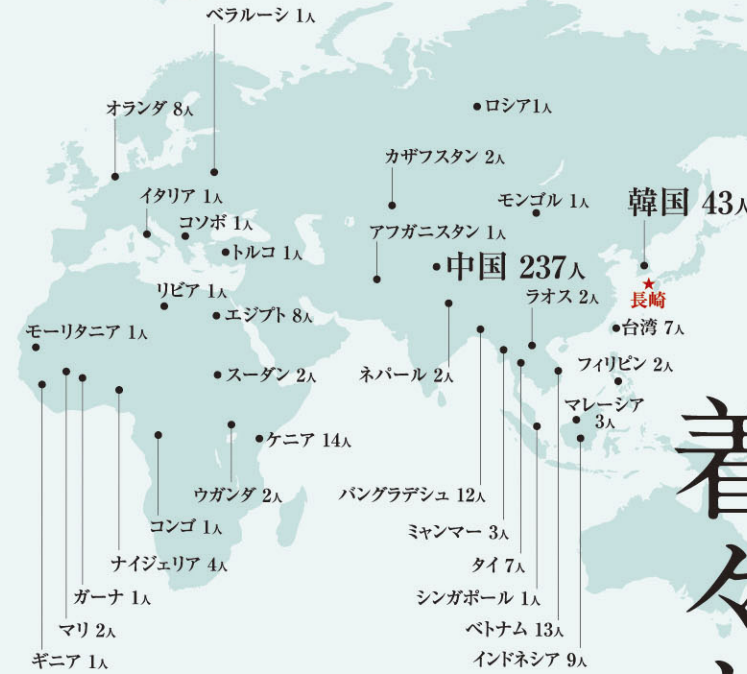 ベラルーシ 1人
オランダ 8人
ロシア1人
カザフスタン 2人
イタリア 1人
モンゴル 1人
韓国 43人
コソボ 1人
アフガニスタン 1人
トルコ 1人
中国 237人
リビア 1人
ラオス 2人
長崎
エジプト 8人
モーリタニア 1人
台湾 7人
スーダン 2人
ネパール 2人
フィリピン 2人
マレーシア
3人
ケニア 14人
ウガンダ 2人
バングラデシュ 12人
コンゴ 1人
ミャンマー 3人
ナイジェリア 4人
タイ 7人
ガーナ 1人
シンガポール 1人
マリ 2人
ベトナム 13人
ギニア 1人
インドネシア 9人
着
々